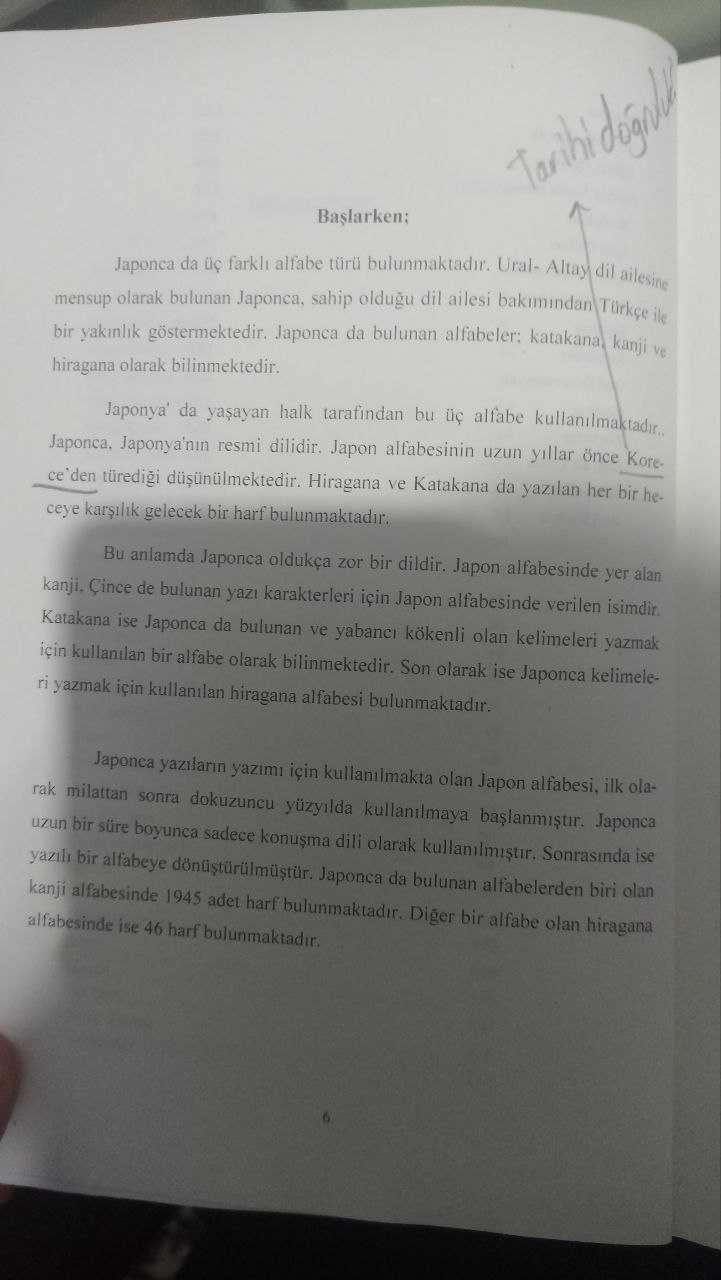 Tarihi doğruluk?
Başlarken;
Japonca da üç farklı alfabe türü bulunmaktadır. Ural- Altay dil ailesine
mensup olarak bulunan Japonca, sahip olduğu dil ailesi bakımından Türkçe ile
bir yakınlık göstermektedir. Japonca da bulunan alfabeler; katakana, kanji ve
hiragana olarak bilinmektedir.
Japonya' da yaşayan halk tarafından bu üç alfabe kullanılmaktadır..
Japonca, Japonya'nın resmi dilidir. Japon alfabesinin uzun yıllar önce Kore-
ce`den türediği düşünülmektedir. Hiragana ve Katakana da yazılan her bir he-
ceye karşılık gelecek bir harf bulunmaktadır.
Bu anlamda Japonca oldukça zor bir dildir. Japon alfabesinde yer alan
kanji, Çince de bulunan yazı karakterleri için Japon alfabesinde verilen isimdir.
Katakana ise Japonca da bulunan ve yabancı kökenli olan kelimeleri yazmak
için kullanılan bir alfabe olarak bilinmektedir. Son olarak ise Japonca kelimele-
ri yazmak için kullanılan hiragana alfabesi bulunmaktadır.
Japonca yazıların yazımı için kullanılmakta olan Japon alfabesi, ilk ola-
rak milattan sonra dokuzuncu yüzyılda kullanılmaya başlanmıştır. Japonca
uzun bir süre boyunca sadece konuşma dili olarak kullanılmıştır. Sonrasında ise
yazılı bir alfabeye dönüştürülmüştür. Japonca da bulunan alfabelerden biri olan
kanji alfabesinde 1945 adet harf bulunmaktadır. Diğer bir alfabe olan hiragana
alfabesinde ise 46 harf bulunmaktadır.
6